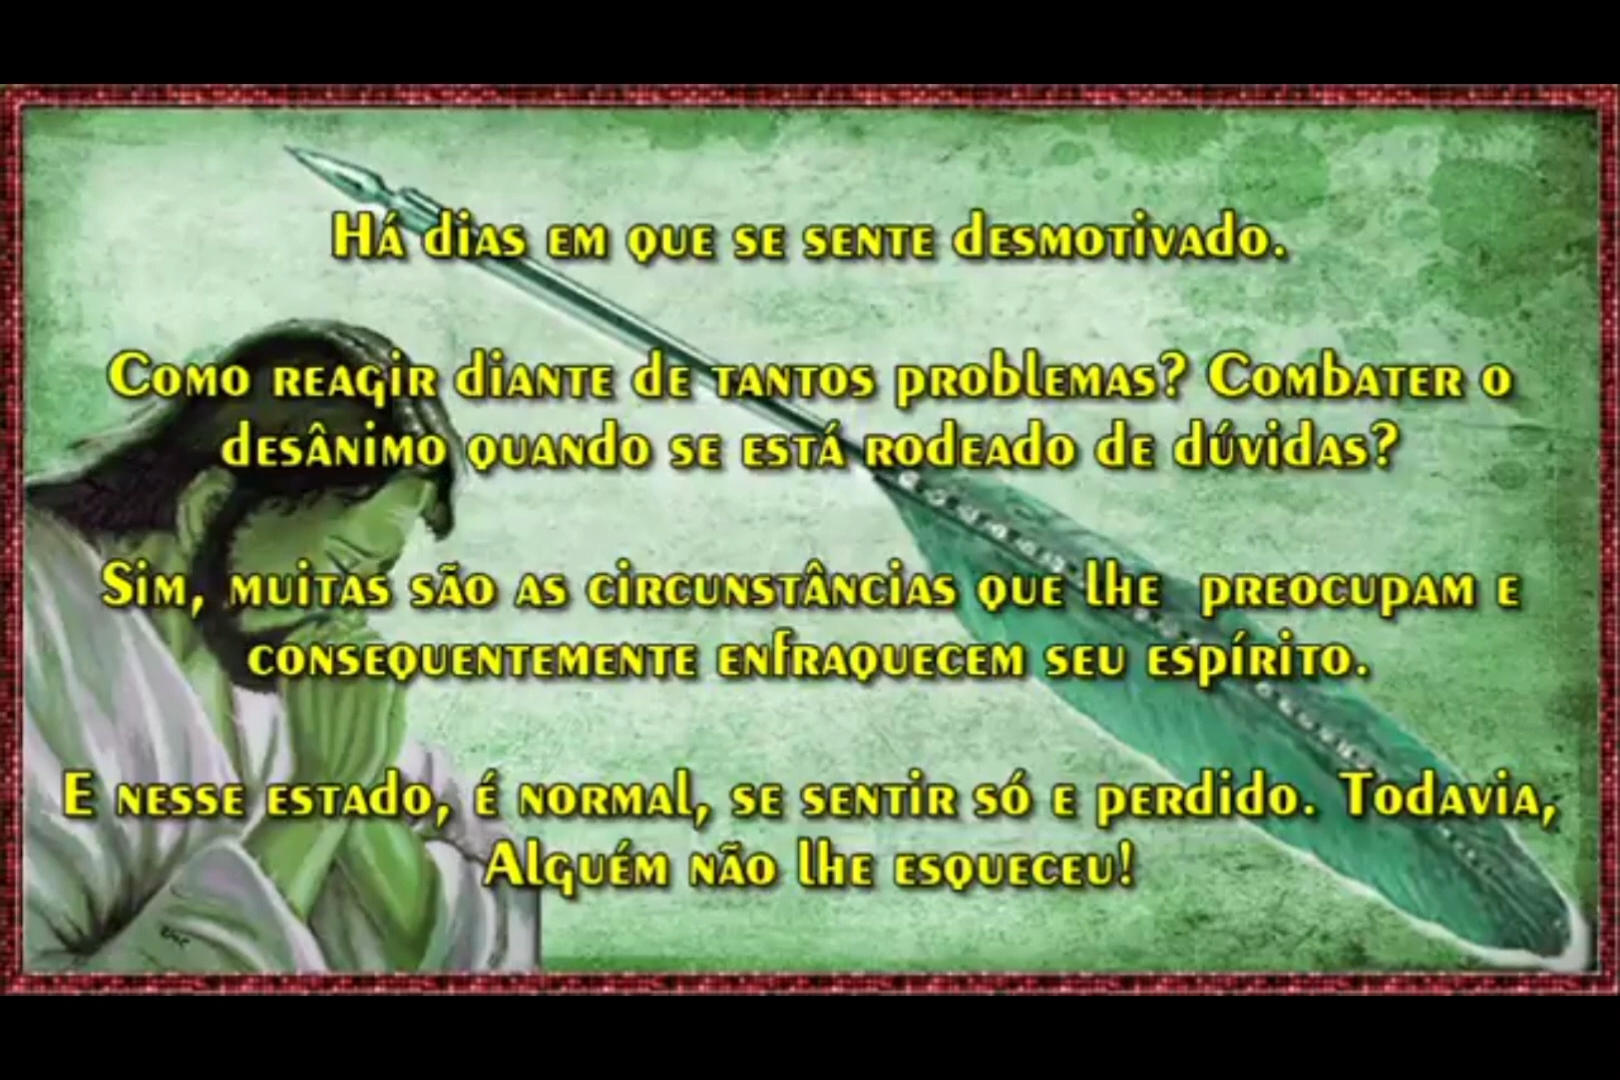 Há dias em que se sente desmotivado.
Como reagir diante de tantos problemas? Combater o
desânimo quando se está rodeado de dúvidas?
Sim, muitas são as circunstâncias que lhe preocupam e
consequentemente enfraquecem seu espírito.
E nesse estado, é normal, se sentir só e perdido. Todavia,
Alguém não lhe esqueceu!